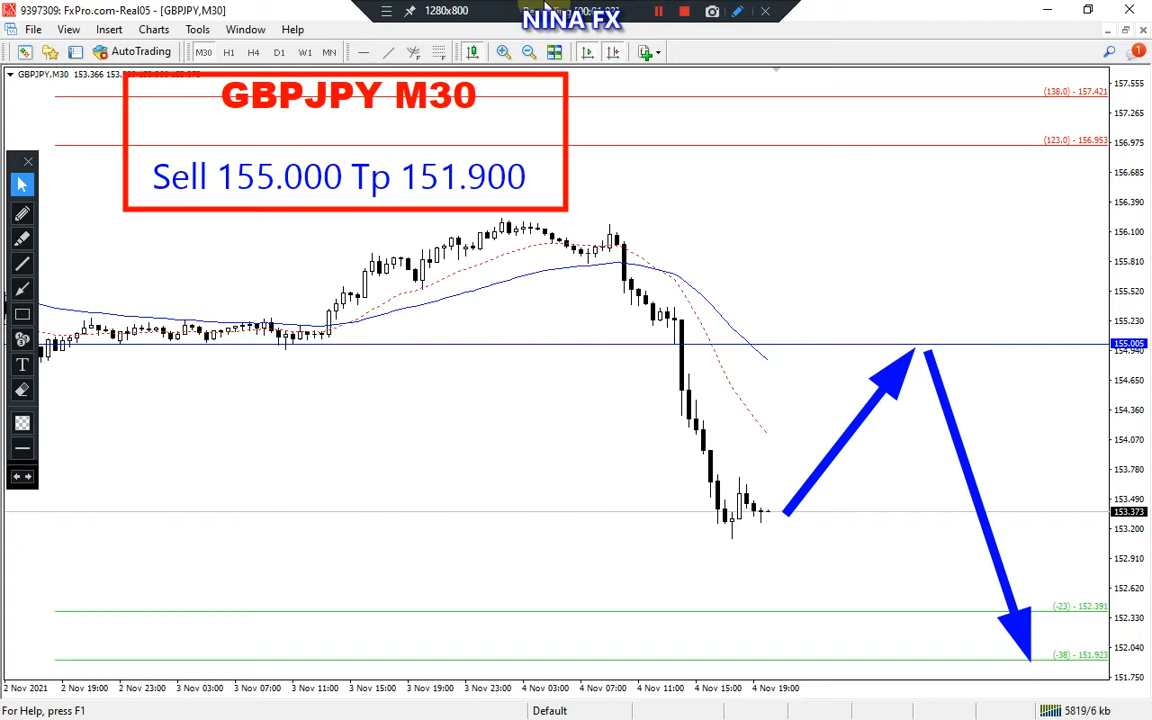 9397309: FxPro.com-Real05 - [GBPJPY,M30]
1280x800
NINA FX
File View Insert Charts Tools Window Help
AutoTrading M30 H1 H4 D1 W1 MN
1
GBPJPY,M30 153.366
GBPJPY M30
Sell 155.000 Tp 151.900
(138.0) - 157.421
(123.0) - 156.953
(-23) - 152.391
(-38) - 151.923
157.555
157.265
156.975
156.685
156.390
156.100
155.810
155.520
155.230
155.005
154.940
154.650
154.360
154.070
153.780
153.490
153.373
153.200
152.910
152.620
152.330
152.040
151.750
T
2 Nov 2021 2 Nov 19:00 2 Nov 23:00 3 Nov 03:00 3 Nov 07:00 3 Nov 11:00 3 Nov 15:00 3 Nov 19:00 3 Nov 23:00 4 Nov 03:00 4 Nov 07:00 4 Nov 11:00 4 Nov 15:00 4 Nov 19:00
For Help, press F1 Default 5819/6 kb